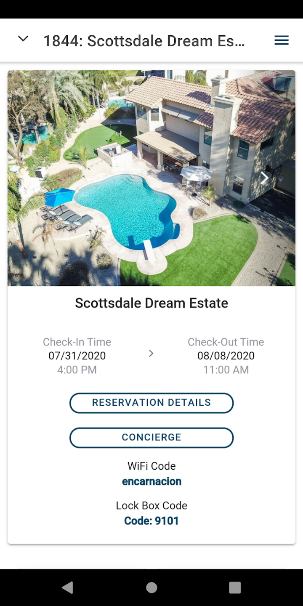 1844: Scottsdale Dream Es...
Scottsdale Dream Estate
Check-In Time
07/31/2020
4:00 PM
Check-Out Time
08/08/2020
11:00 AM
RESERVATION DETAILS
CONCIERGE
WiFi Code
encarnacion
Lock Box Code
Code: 9101